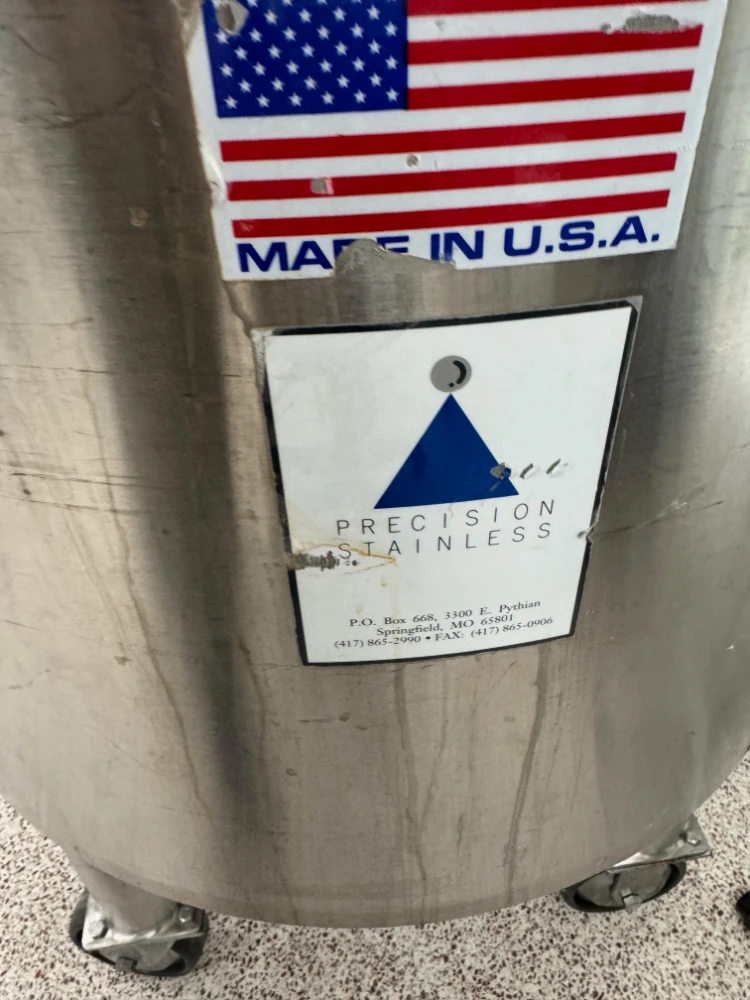 MADE IN U.S.A.
PRECISION
STAINLESS
P.O. Box 668, 3300 E. Pythian
Springfield, MO 65801
(417) 865-2990 • FAX: (417) 865-0906